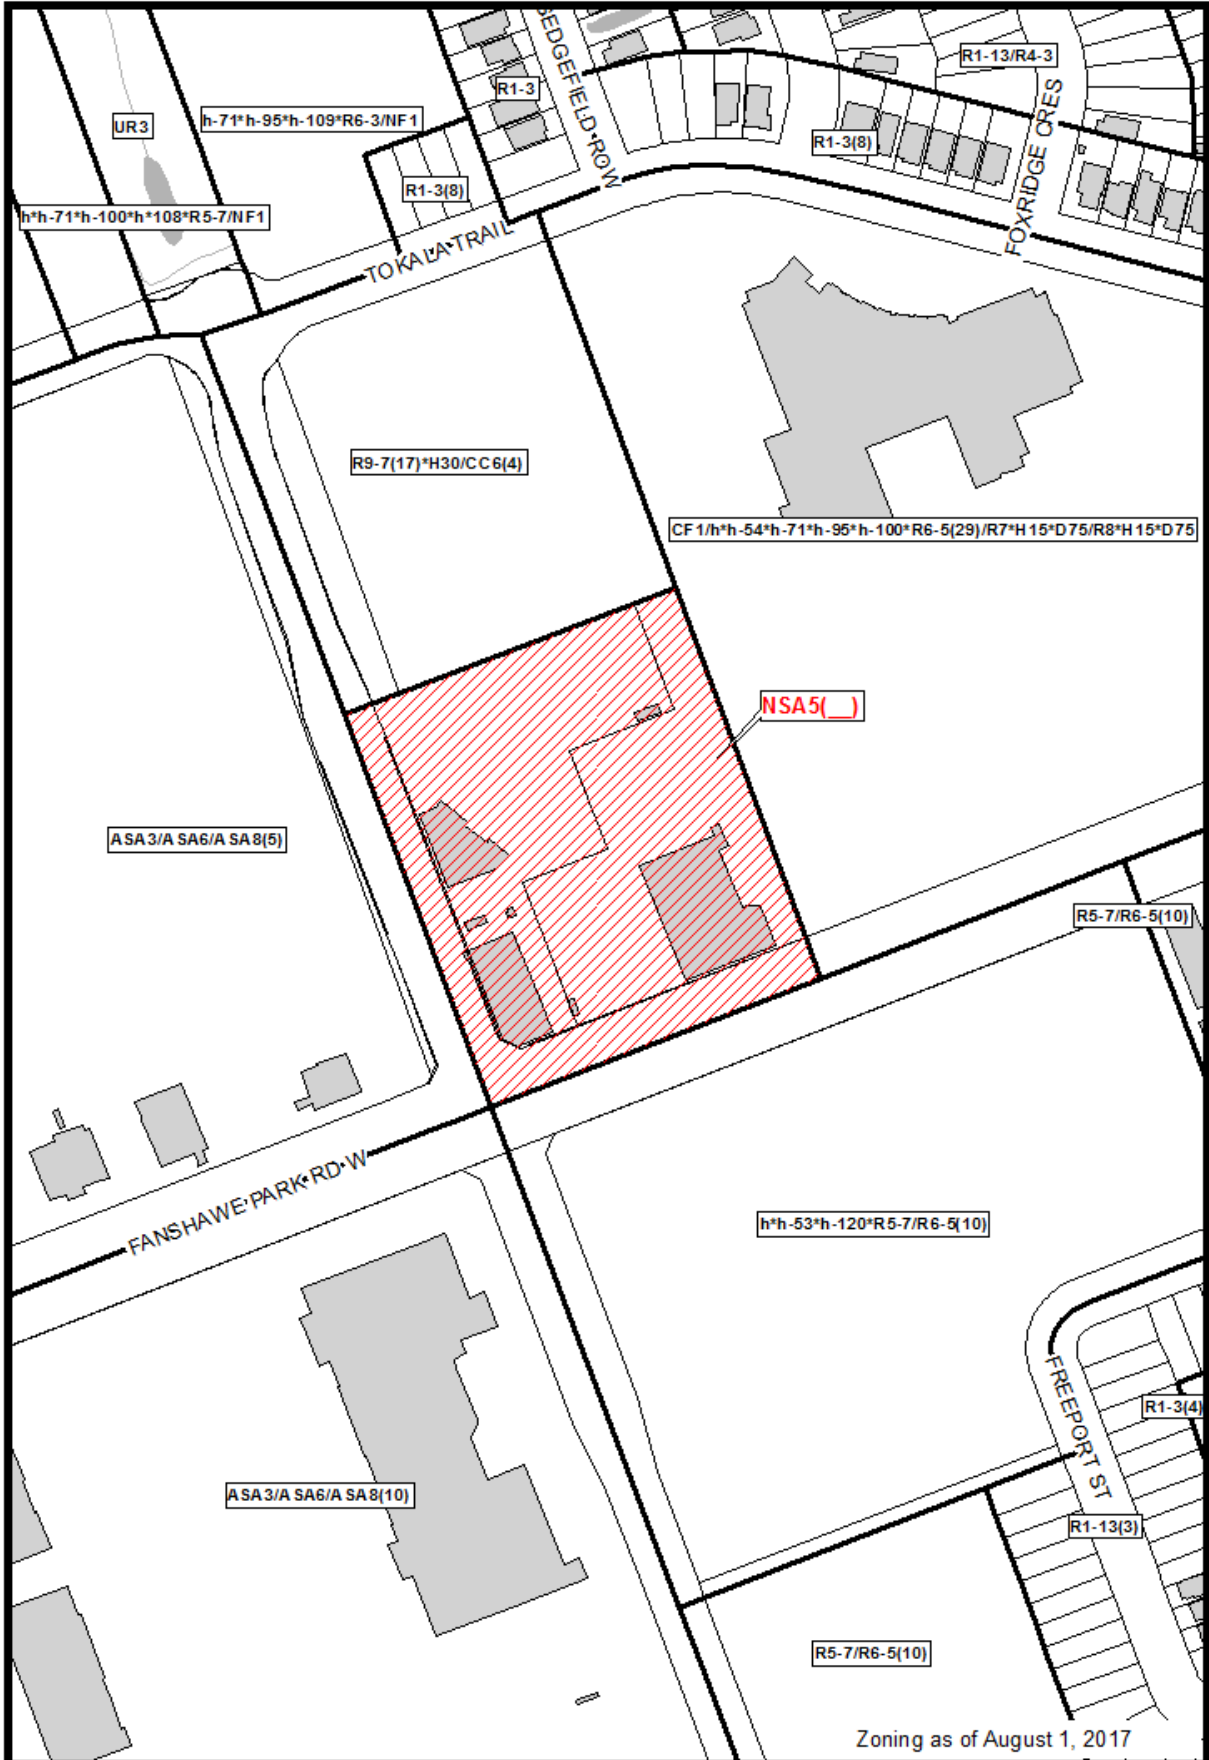 SEDGEFIELD ROW
R1-13/R4-3
R1-3
h-71*h-95*h-109*R6-3/NF1
UR3
FOXRIDGE CRES
R1-3(8)
R1-3(8)
h*h-71*h-100*h*108*R5-7/NF1
TOKALA TRAIL
R9-7(17)*H30/CC6(4)
CF1/h*h-54*h-71*h-95*h-100*R6-5(29)/R7*H15*D75/R8*H15*D75
NSA5(__)
ASA3/ASA6/ASA8(5)
R5-7/R6-5(10)
FANSHAWE PARK RD W
h*h-53*h-120*R5-7/R6-5(10)
FREEPORT ST
R1-3(4)
ASA3/ASA6/ASA8(10)
R1-13(3)
R5-7/R6-5(10)
Zoning as of August 1, 2017